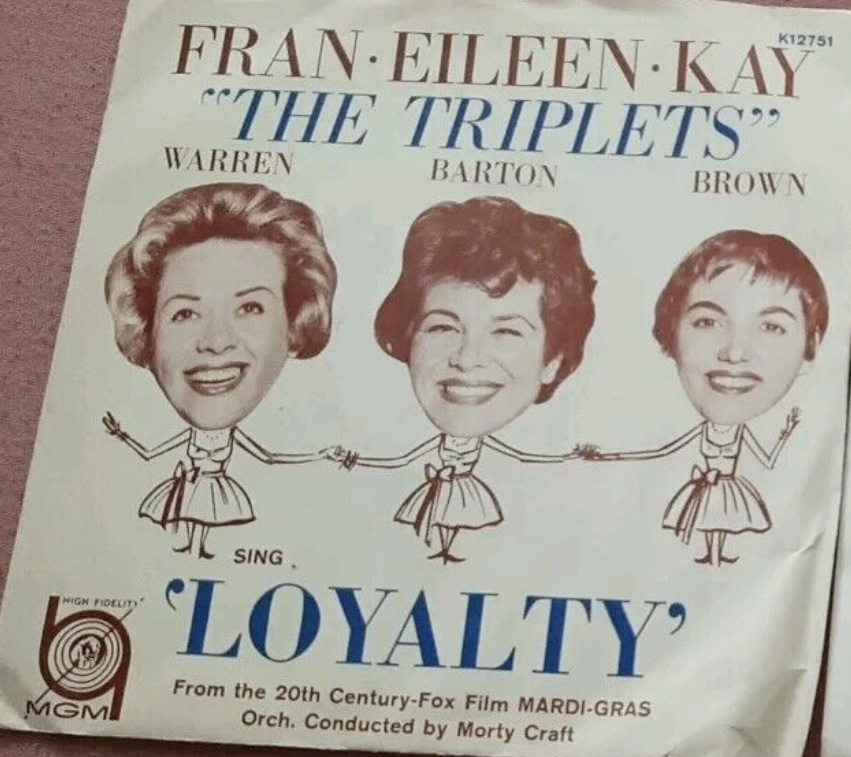 K12751
FRAN·EILEEN·KAY
“THE TRIPLETS”
WARREN BARTON BROWN
SING
‘LOYALTY’
HIGH FIDELITY
MGM
From the 20th Century-Fox Film MARDI-GRAS
Orch. Conducted by Morty Craft